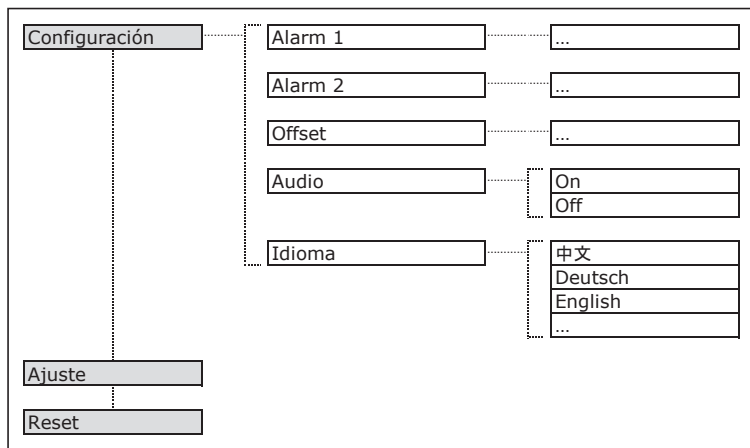 Configuración
Alarm 1
...
Alarm 2
...
Offset
...
Audio
On
Off
Idioma
中文
Deutsch
English
...
Ajuste
Reset